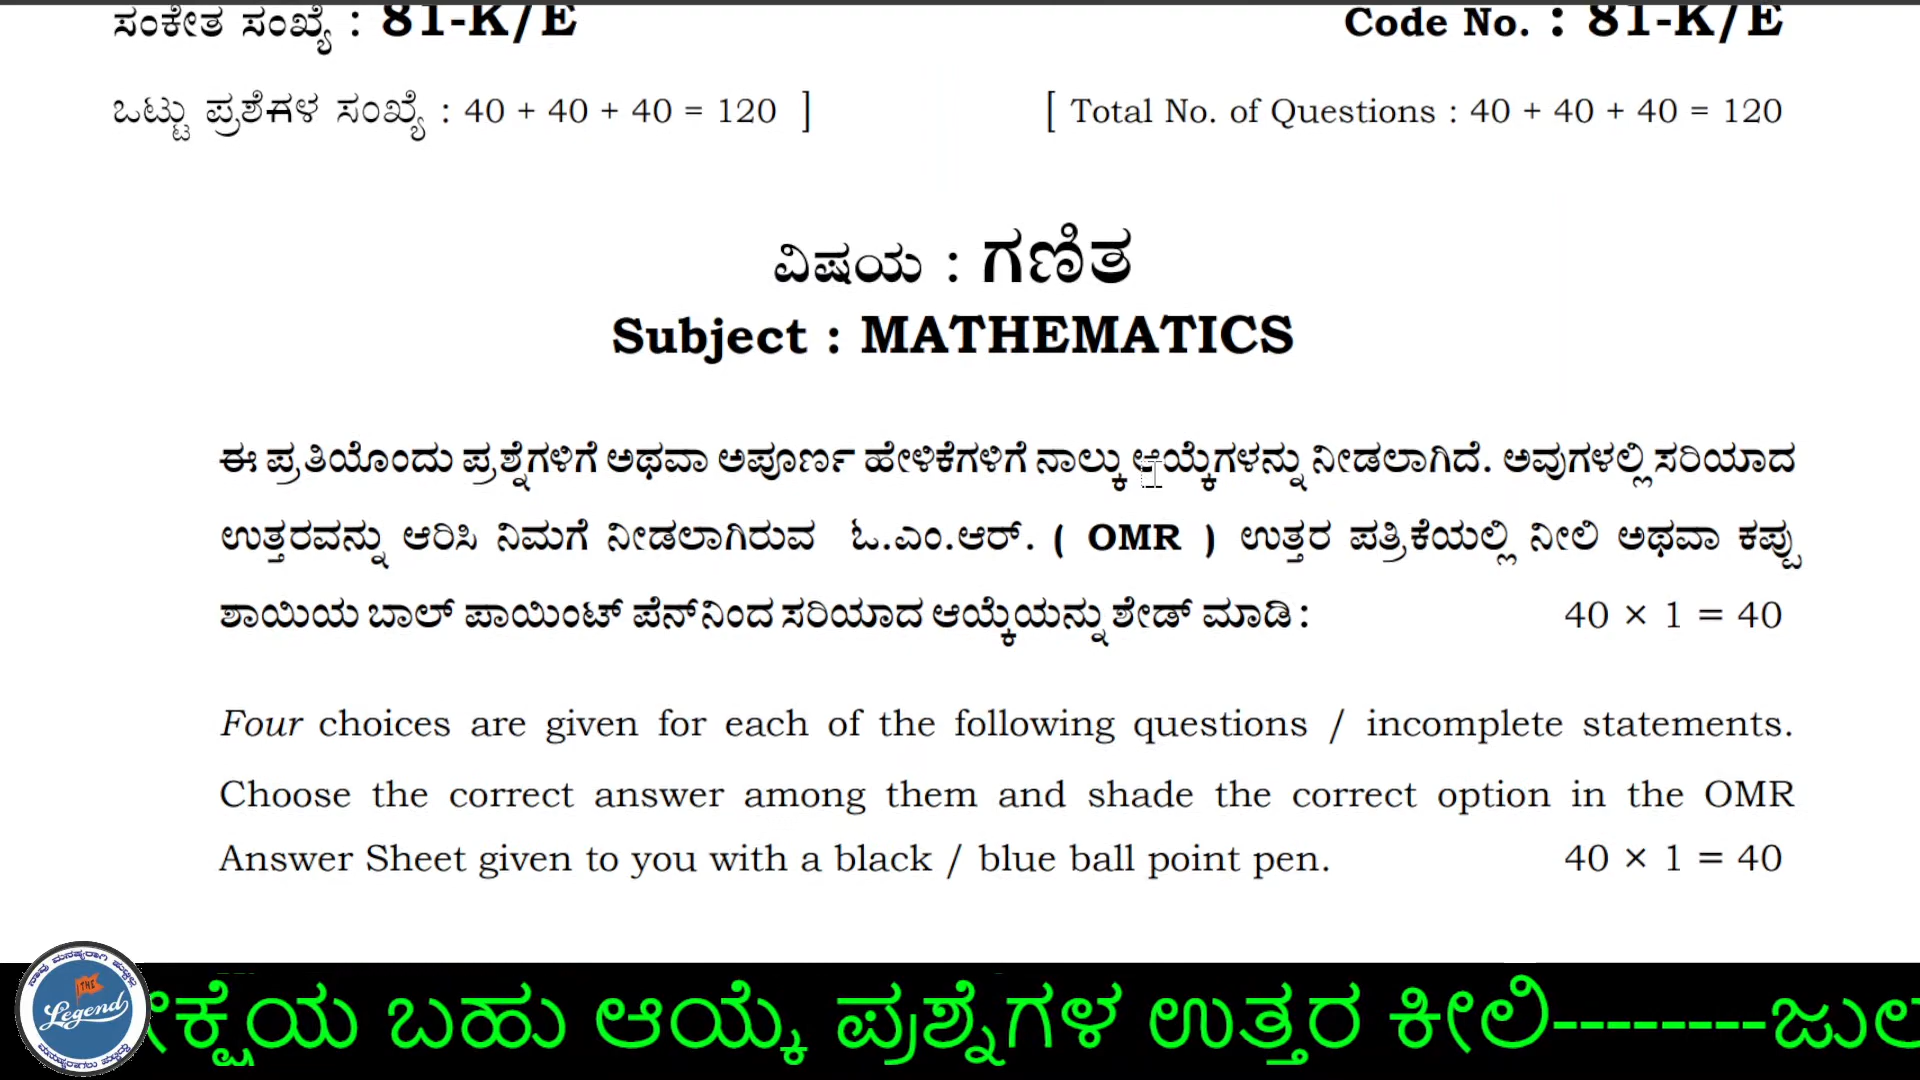 ಸಂಕೇತ ಸಂಖ್ಯೆ : 81-K/E
Code No. : 81-K/E
ಒಟ್ಟು ಪ್ರಶೆಗಳ ಸಂಖ್ಯೆ : 40 + 40 + 40 = 120 ]
[ Total No. of Questions : 40 + 40 + 40 = 120
ವಿಷಯ : ಗಣಿತ
Subject : MATHEMATICS
ಈ ಪ್ರತಿಯೊಂದು ಪ್ರಶ್ನೆಗಳಿಗೆ ಅಥವಾ ಅಪೂರ್ಣ ಹೇಳಿಕೆಗಳಿಗೆ ನಾಲ್ಕು ಆಯ್ಕೆಗಳನ್ನು ನೀಡಲಾಗಿದೆ. ಅವುಗಳಲ್ಲಿ ಸರಿಯಾದ
ಉತ್ತರವನ್ನು ಆರಿಸಿ ನಿಮಗೆ ನೀಡಲಾಗಿರುವ ಓ.ಎಂ.ಆರ್. ( OMR ) ಉತ್ತರ ಪತ್ರಿಕೆಯಲ್ಲಿ ನೀಲಿ ಅಥವಾ ಕಪ್ಪು
ಶಾಯಿಯ ಬಾಲ್ ಪಾಯಿಂಟ್ ಪೆನ್‌ನಿಂದ ಸರಿಯಾದ ಆಯ್ಕೆಯನ್ನು ಶೇಡ್ ಮಾಡಿ : 40 × 1 = 40
Four choices are given for each of the following questions / incomplete statements.
Choose the correct answer among them and shade the correct option in the OMR
Answer Sheet given to you with a black / blue ball point pen. 40 × 1 = 40
ಬಹು ಆಯ್ಕೆ ಪ್ರಶ್ನೆಗಳ ಉತ್ತರ ಕೀಲಿ--------
THE
Legend